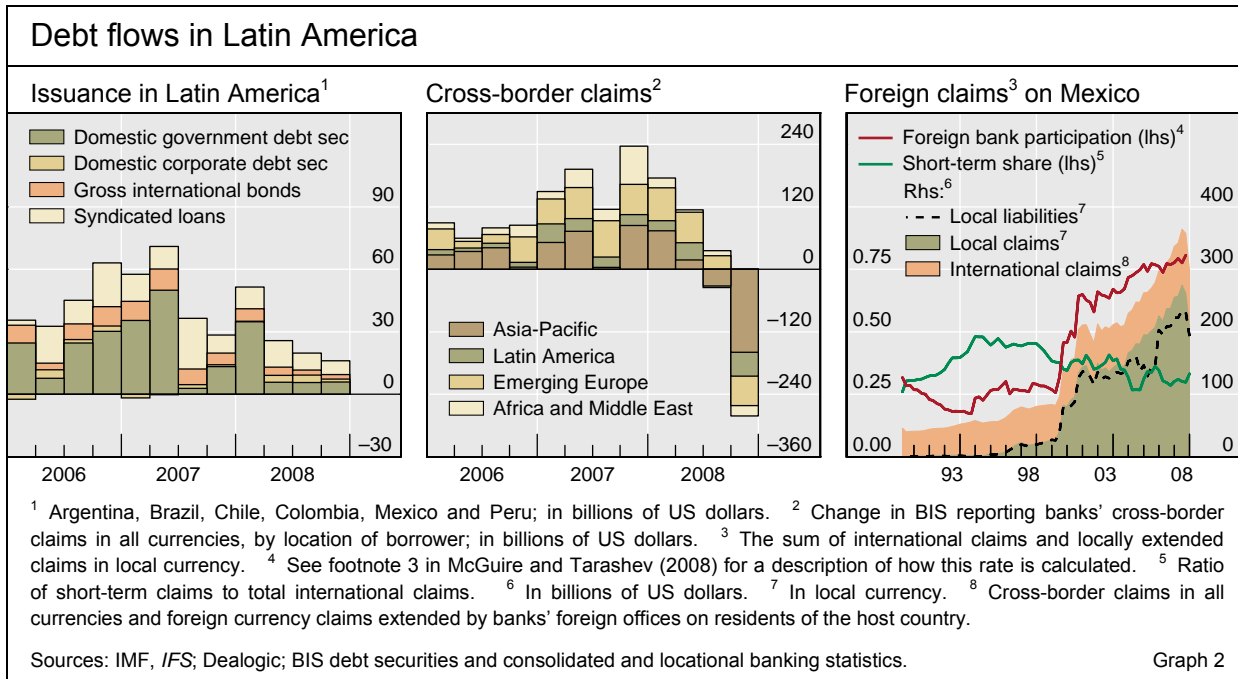 Debt flows in Latin America
Issuance in Latin America1
Domestic government debt sec
Domestic corporate debt sec
Gross international bonds
Syndicated loans
90
60
30
0
–30
2006 2007 2008
Cross-border claims2
240
120
0
–120
–240
–360
Asia-Pacific
Latin America
Emerging Europe
Africa and Middle East
2006 2007 2008
Foreign claims3 on Mexico
Foreign bank participation (lhs)4
Short-term share (lhs)5
Rhs:6
Local liabilities7
Local claims7
International claims8
0.75
0.50
0.25
0.00
400
300
200
100
0
93 98 03 08
1 Argentina, Brazil, Chile, Colombia, Mexico and Peru; in billions of US dollars. 2 Change in BIS reporting banks' cross-border
claims in all currencies, by location of borrower; in billions of US dollars. 3 The sum of international claims and locally extended
claims in local currency. 4 See footnote 3 in McGuire and Tarashev (2008) for a description of how this rate is calculated. 5 Ratio
of short-term claims to total international claims. 6 In billions of US dollars. 7 In local currency. 8 Cross-border claims in all
currencies and foreign currency claims extended by banks' foreign offices on residents of the host country.
Sources: IMF, IFS; Dealogic; BIS debt securities and consolidated and locational banking statistics. Graph 2